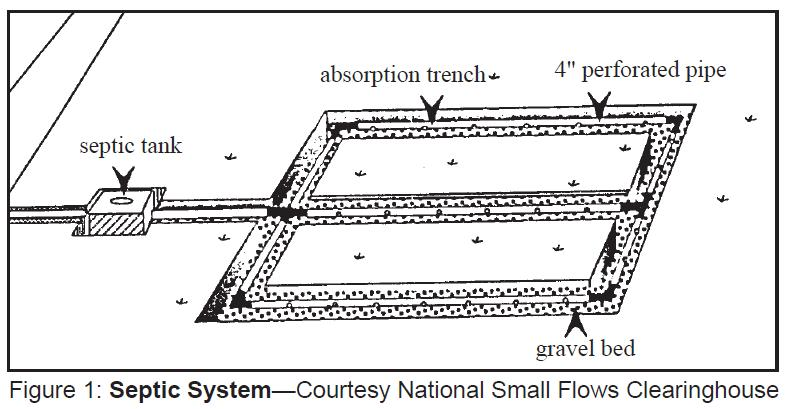 absorption trench
4" perforated pipe
septic tank
gravel bed
Figure 1: Septic System—Courtesy National Small Flows Clearinghouse